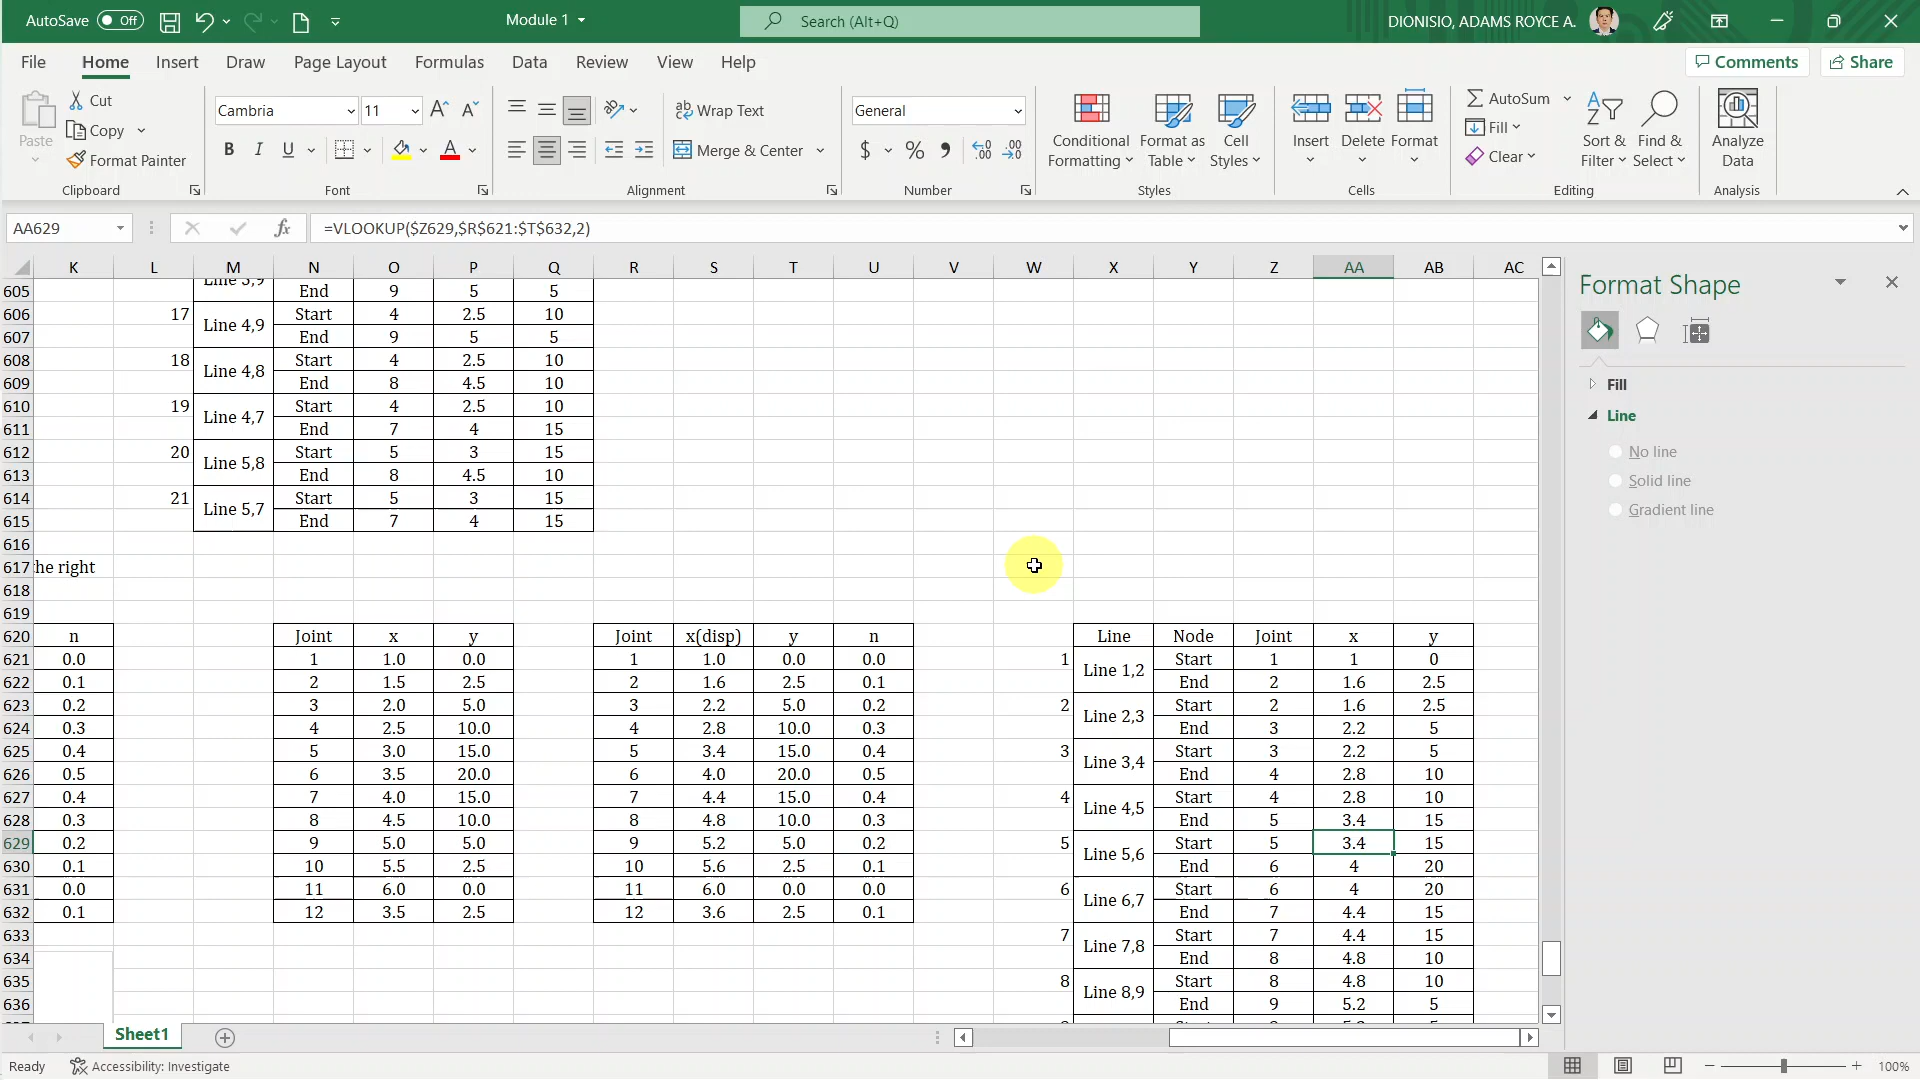 AutoSave Off Module 1 Search (Alt+Q) DIONISIO, ADAMS ROYCE A.
File Home Insert Draw Page Layout Formulas Data Review View Help Comments Share
Paste Cut Copy Format Painter Clipboard
Cambria 11 B I U Font
Wrap Text Merge & Center Alignment
General $ % Number
Conditional Formatting Format as Table Cell Styles Styles
Insert Delete Format Cells
AutoSum Fill Clear Sort & Filter Find & Select Editing
Analyze Data Analysis
AA629 fx =VLOOKUP($Z629,$R$621:$T$632,2)
K L M N O P Q R S T U V W X Y Z AA AB AC
605 End 9 5 5
606 17 Line 4,9 Start 4 2.5 10
607 End 9 5 5
608 18 Line 4,8 Start 4 2.5 10
609 End 8 4.5 10
610 19 Line 4,7 Start 4 2.5 10
611 End 7 4 15
612 20 Line 5,8 Start 5 3 15
613 End 8 4.5 10
614 21 Line 5,7 Start 5 3 15
615 End 7 4 15
616
617 he right
618
619
620 n Joint x y Joint x(disp) y n Line Node Joint x y
621 0.0 1 1.0 0.0 1 1.0 0.0 0.0 1 Line 1,2 Start 1 1 0
622 0.1 2 1.5 2.5 2 1.6 2.5 0.1 End 2 1.6 2.5
623 0.2 3 2.0 5.0 3 2.2 5.0 0.2 2 Line 2,3 Start 2 1.6 2.5
624 0.3 4 2.5 10.0 4 2.8 10.0 0.3 End 3 2.2 5
625 0.4 5 3.0 15.0 5 3.4 15.0 0.4 3 Line 3,4 Start 3 2.2 5
626 0.5 6 3.5 20.0 6 4.0 20.0 0.5 End 4 2.8 10
627 0.4 7 4.0 15.0 7 4.4 15.0 0.4 4 Line 4,5 Start 4 2.8 10
628 0.3 8 4.5 10.0 8 4.8 10.0 0.3 End 5 3.4 15
629 0.2 9 5.0 5.0 9 5.2 5.0 0.2 5 Line 5,6 Start 5 3.4 15
630 0.1 10 5.5 2.5 10 5.6 2.5 0.1 End 6 4 20
631 0.0 11 6.0 0.0 11 6.0 0.0 0.0 6 Line 6,7 Start 6 4 20
632 0.1 12 3.5 2.5 12 3.6 2.5 0.1 End 7 4.4 15
633 7 Line 7,8 Start 7 4.4 15
634 End 8 4.8 10
635 8 Line 8,9 Start 8 4.8 10
636 End 9 5.2 5
Format Shape
Fill
Line
No line
Solid line
Gradient line
Sheet1
Ready Accessibility: Investigate 100%